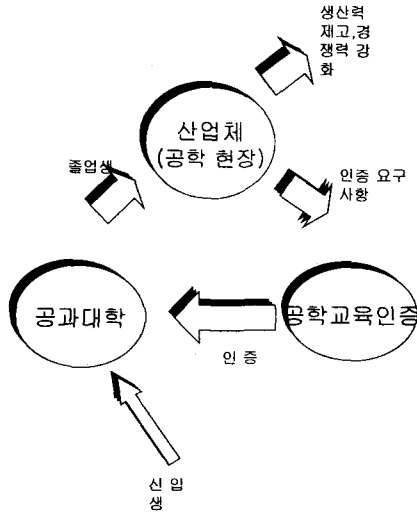 생산력
제고,경
쟁력 강
화
산업체
(공학 현장)
졸업생
인증 요구
사항
공과대학
공학교육인증
인 증
신 입
생